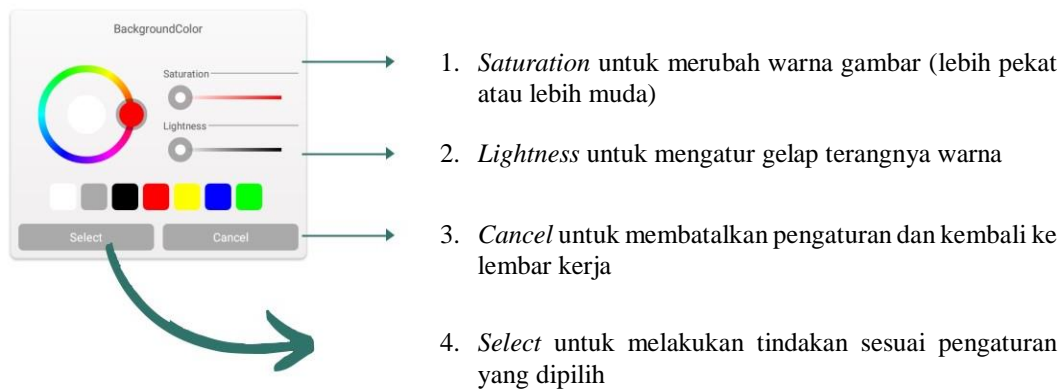 BackgroundColor
Saturation
Lightness
Select
Cancel
1. Saturation untuk merubah warna gambar (lebih pekat
atau lebih muda)
2. Lightness untuk mengatur gelap terangnya warna
3. Cancel untuk membatalkan pengaturan dan kembali ke
lembar kerja
4. Select untuk melakukan tindakan sesuai pengaturan
yang dipilih